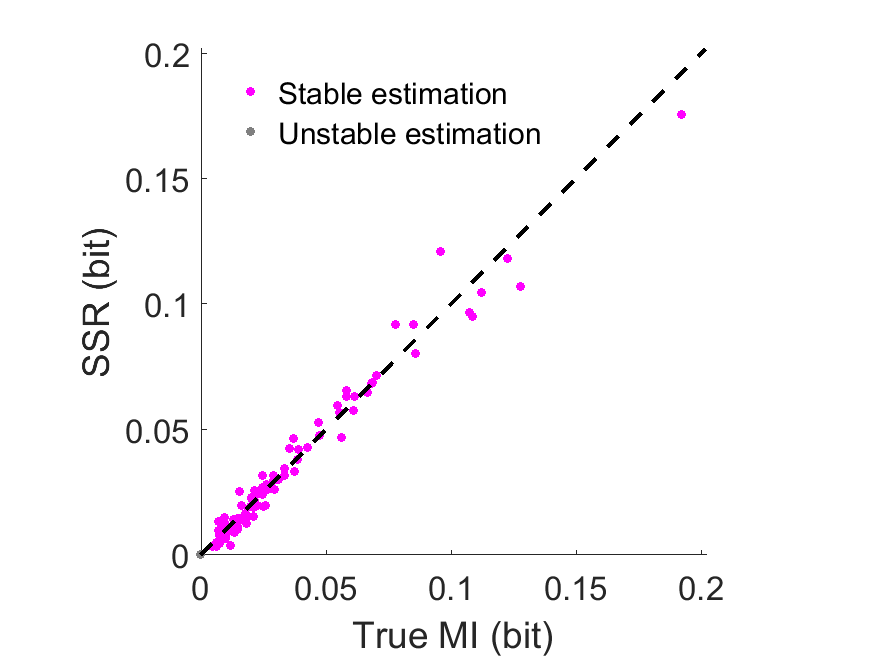 0.2
Stable estimation
Unstable estimation
0.15
0.1
0.05
0
SSR (bit)
0 0.05 0.1 0.15 0.2
True MI (bit)